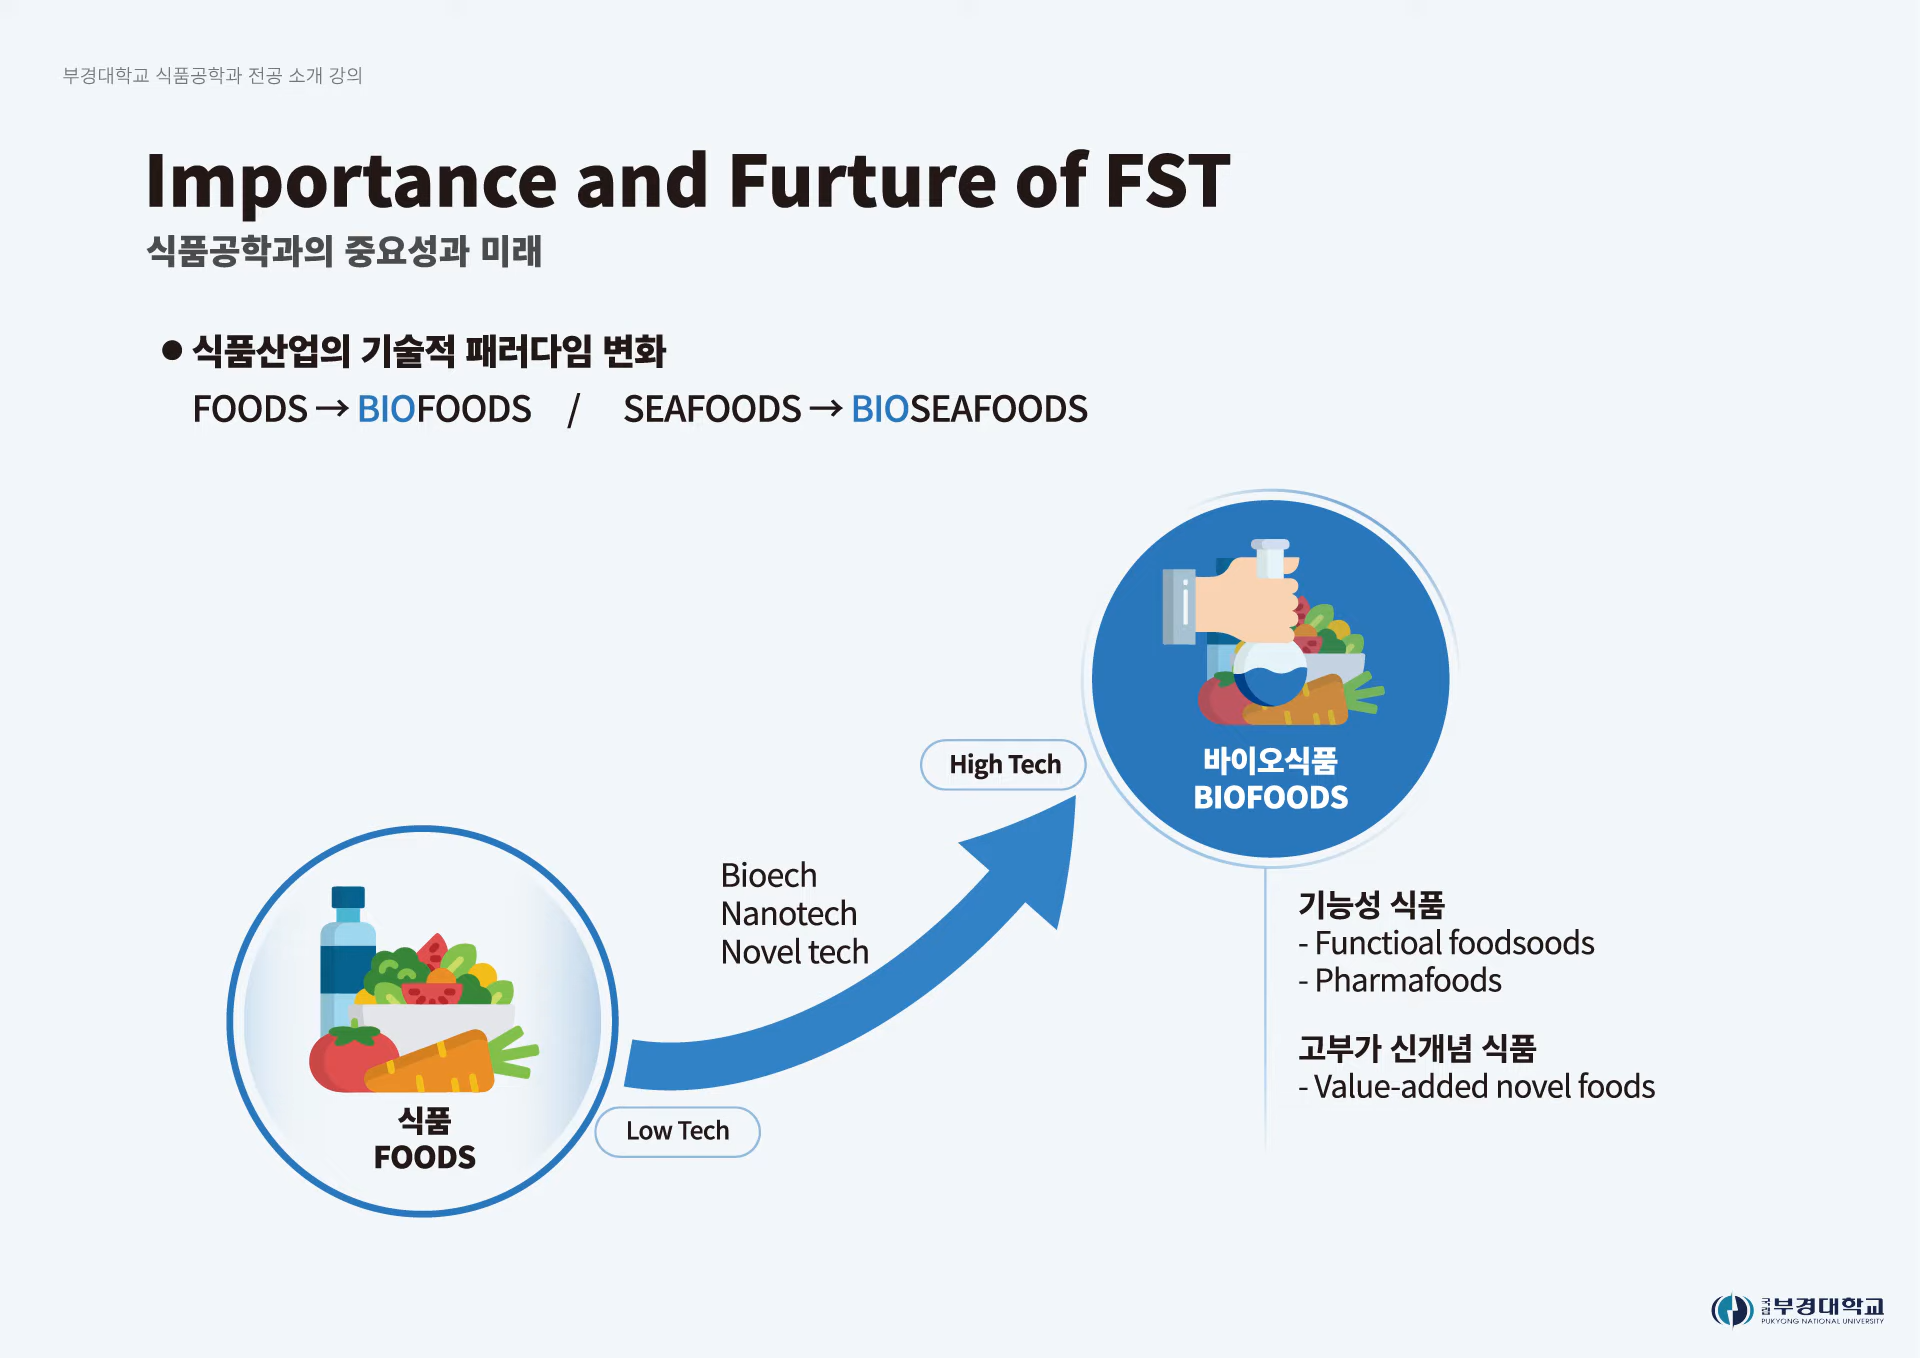 부경대학교 식품공학과 전공 소개 강의
Importance and Furture of FST
식품공학과의 중요성과 미래
● 식품산업의 기술적 패러다임 변화
FOODS → BIOFOODS / SEAFOODS → BIOSEAFOODS
바이오식품
BIOFOODS
High Tech
Bioech
Nanotech
Novel tech
식품
FOODS
Low Tech
기능성 식품
- Functioal foodsoods
- Pharmafoods
고부가 신개념 식품
- Value-added novel foods
국립부경대학교
PUKYONG NATIONAL UNIVERSITY